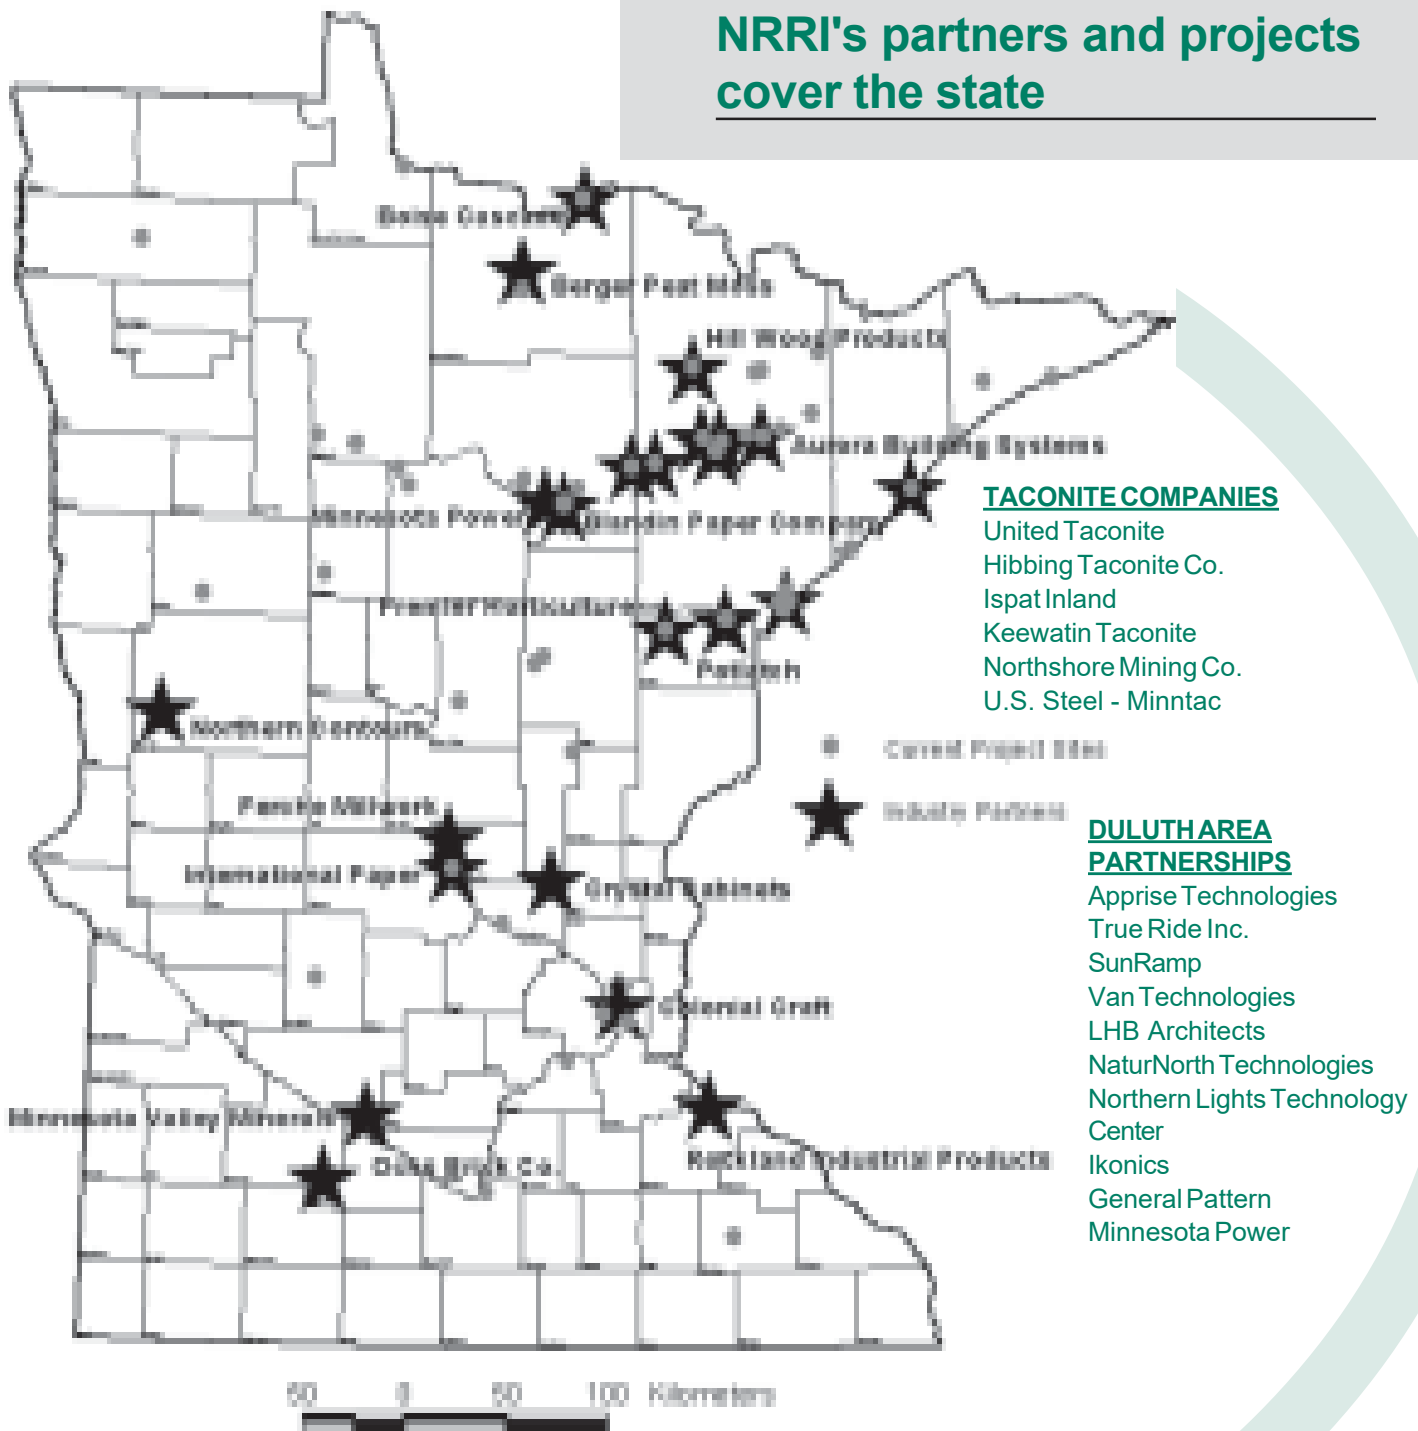 NRRI's partners and projects
cover the state
Boise Cascade
Berger Peat Moss
Hill Wood Products
Aurora Building Systems
Minnesota Power
Blandin Paper Company
TACONITE COMPANIES
United Taconite
Hibbing Taconite Co.
Ispat Inland
Keewatin Taconite
Northshore Mining Co.
U.S. Steel - Minntac
Premier Horticulture
Potlatch
Northern Contours
Current Project Sites
Industry Partners
Millwork
International Paper
Crystal Cabinets
DULUTH AREA
PARTNERSHIPS
Apprise Technologies
True Ride Inc.
SunRamp
Van Technologies
LHB Architects
NaturNorth Technologies
Northern Lights Technology
Center
Ikonics
General Pattern
Minnesota Power
Colonial Craft
Minnesota Valley Minerals
Ochs Brick Co.
Rockland Industrial Products
50 0 50 100 Kilometers